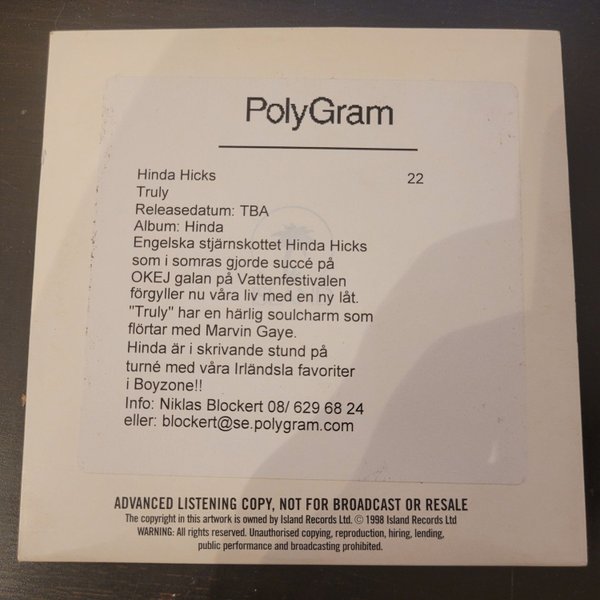 PolyGram
Hinda Hicks 22
Truly
Releasedatum: TBA
Album: Hinda
Engelska stjärnskottet Hinda Hicks
som i somras gjorde succé på
OKEJ galan på Vattenfestivalen
förgyller nu våra liv med en ny låt.
"Truly" har en härlig soulcharm som
flörtar med Marvin Gaye.
Hinda är i skrivande stund på
turné med våra Irländsla favoriter
i Boyzone!!
Info: Niklas Blockert 08/ 629 68 24
eller: blockert@se.polygram.com
ADVANCED LISTENING COPY, NOT FOR BROADCAST OR RESALE
The copyright in this artwork is owned by Island Records Ltd. © 1998 Island Records Ltd
WARNING: All rights reserved. Unauthorised copying, reproduction, hiring, lending,
public performance and broadcasting prohibited.